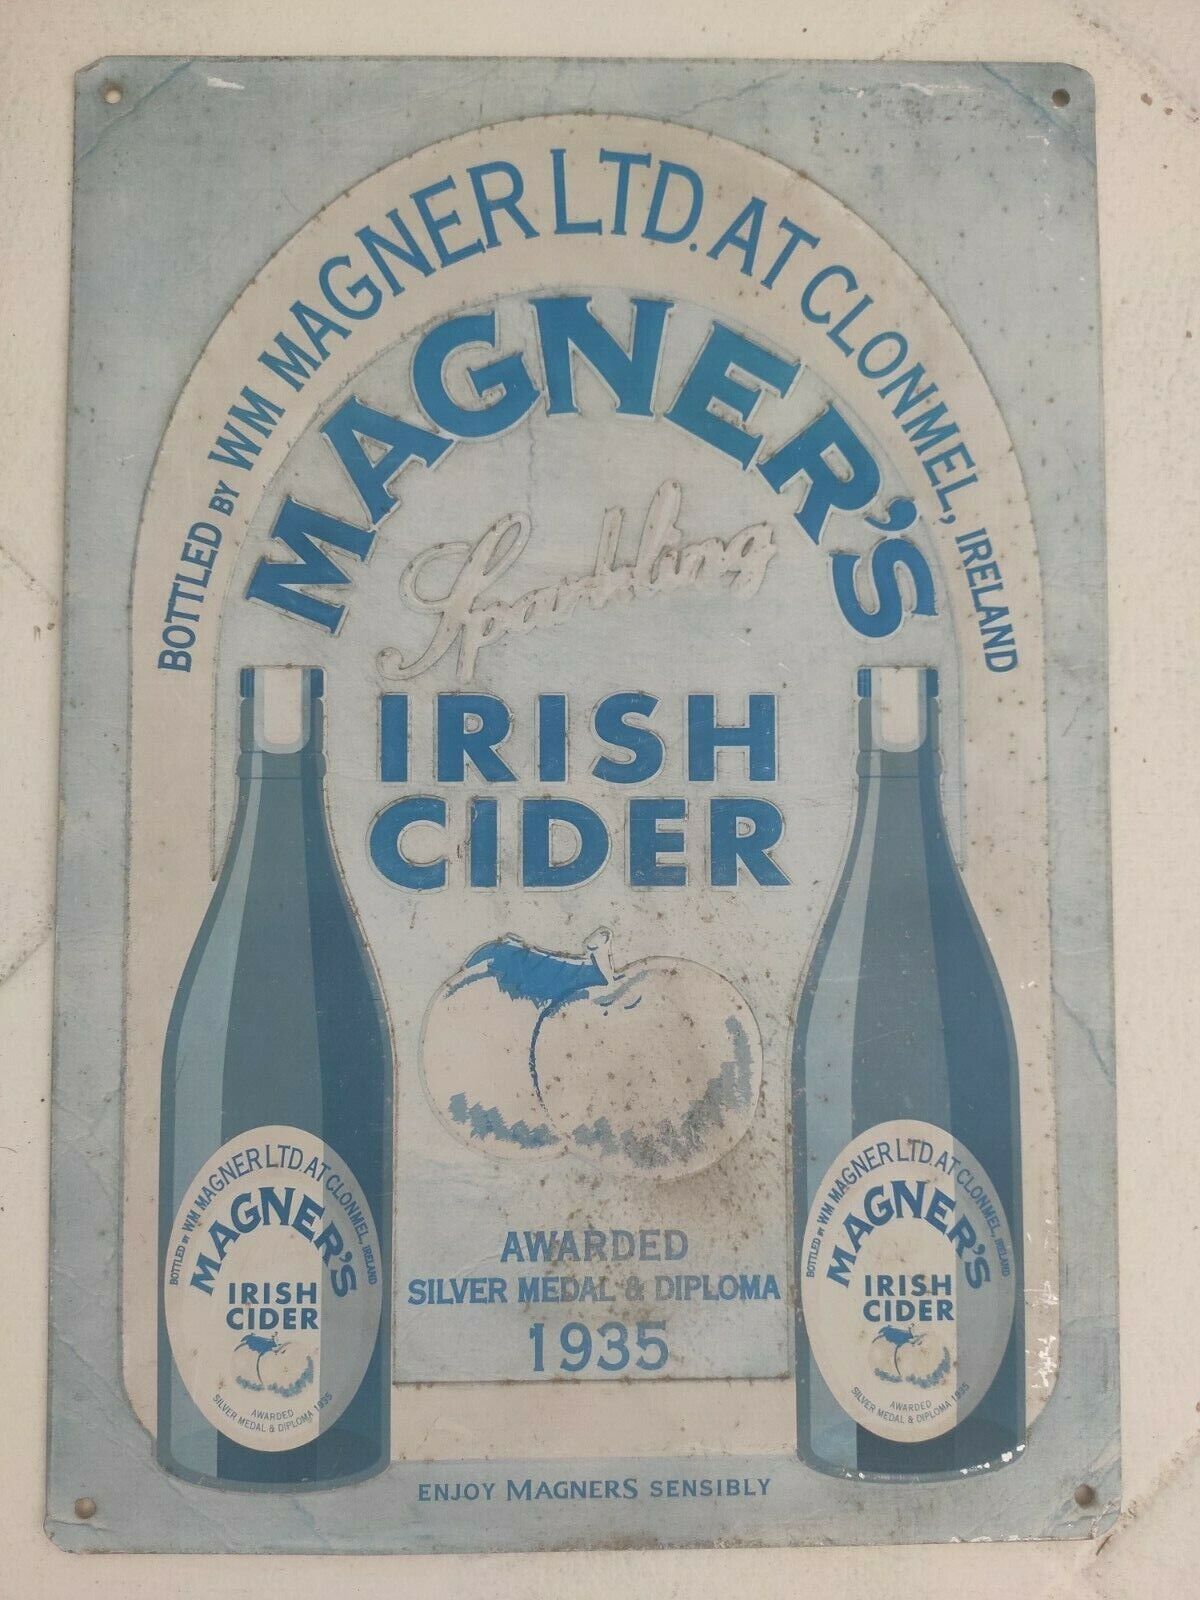 BOTTLED BY WM MAGNER LTD. AT CLONMEL, IRELAND
MAGNER'S
Sparkling
IRISH
CIDER
AWARDED
SILVER MEDAL & DIPLOMA
1935
BOTTLED BY WM MAGNER LTD. AT CLONMEL, IRELAND
MAGNER'S
IRISH
CIDER
AWARDED
SILVER MEDAL & DIPLOMA 1935
BOTTLED BY WM MAGNER LTD. AT CLONMEL, IRELAND
MAGNER'S
IRISH
CIDER
AWARDED
SILVER MEDAL & DIPLOMA 1935
ENJOY MAGNERS SENSIBLY